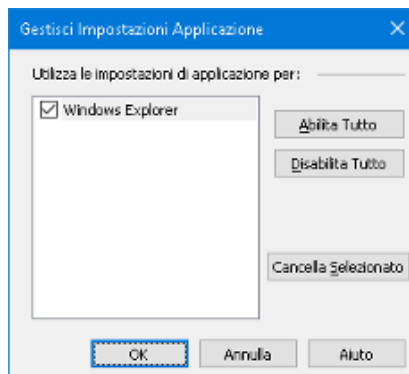 Gestisci Impostazioni Applicazione
Utilizza le impostazioni di applicazione per:
Windows Explorer
Abilita Tutto
Disabilita Tutto
Cancella Selezionato
OK Annulla Aiuto